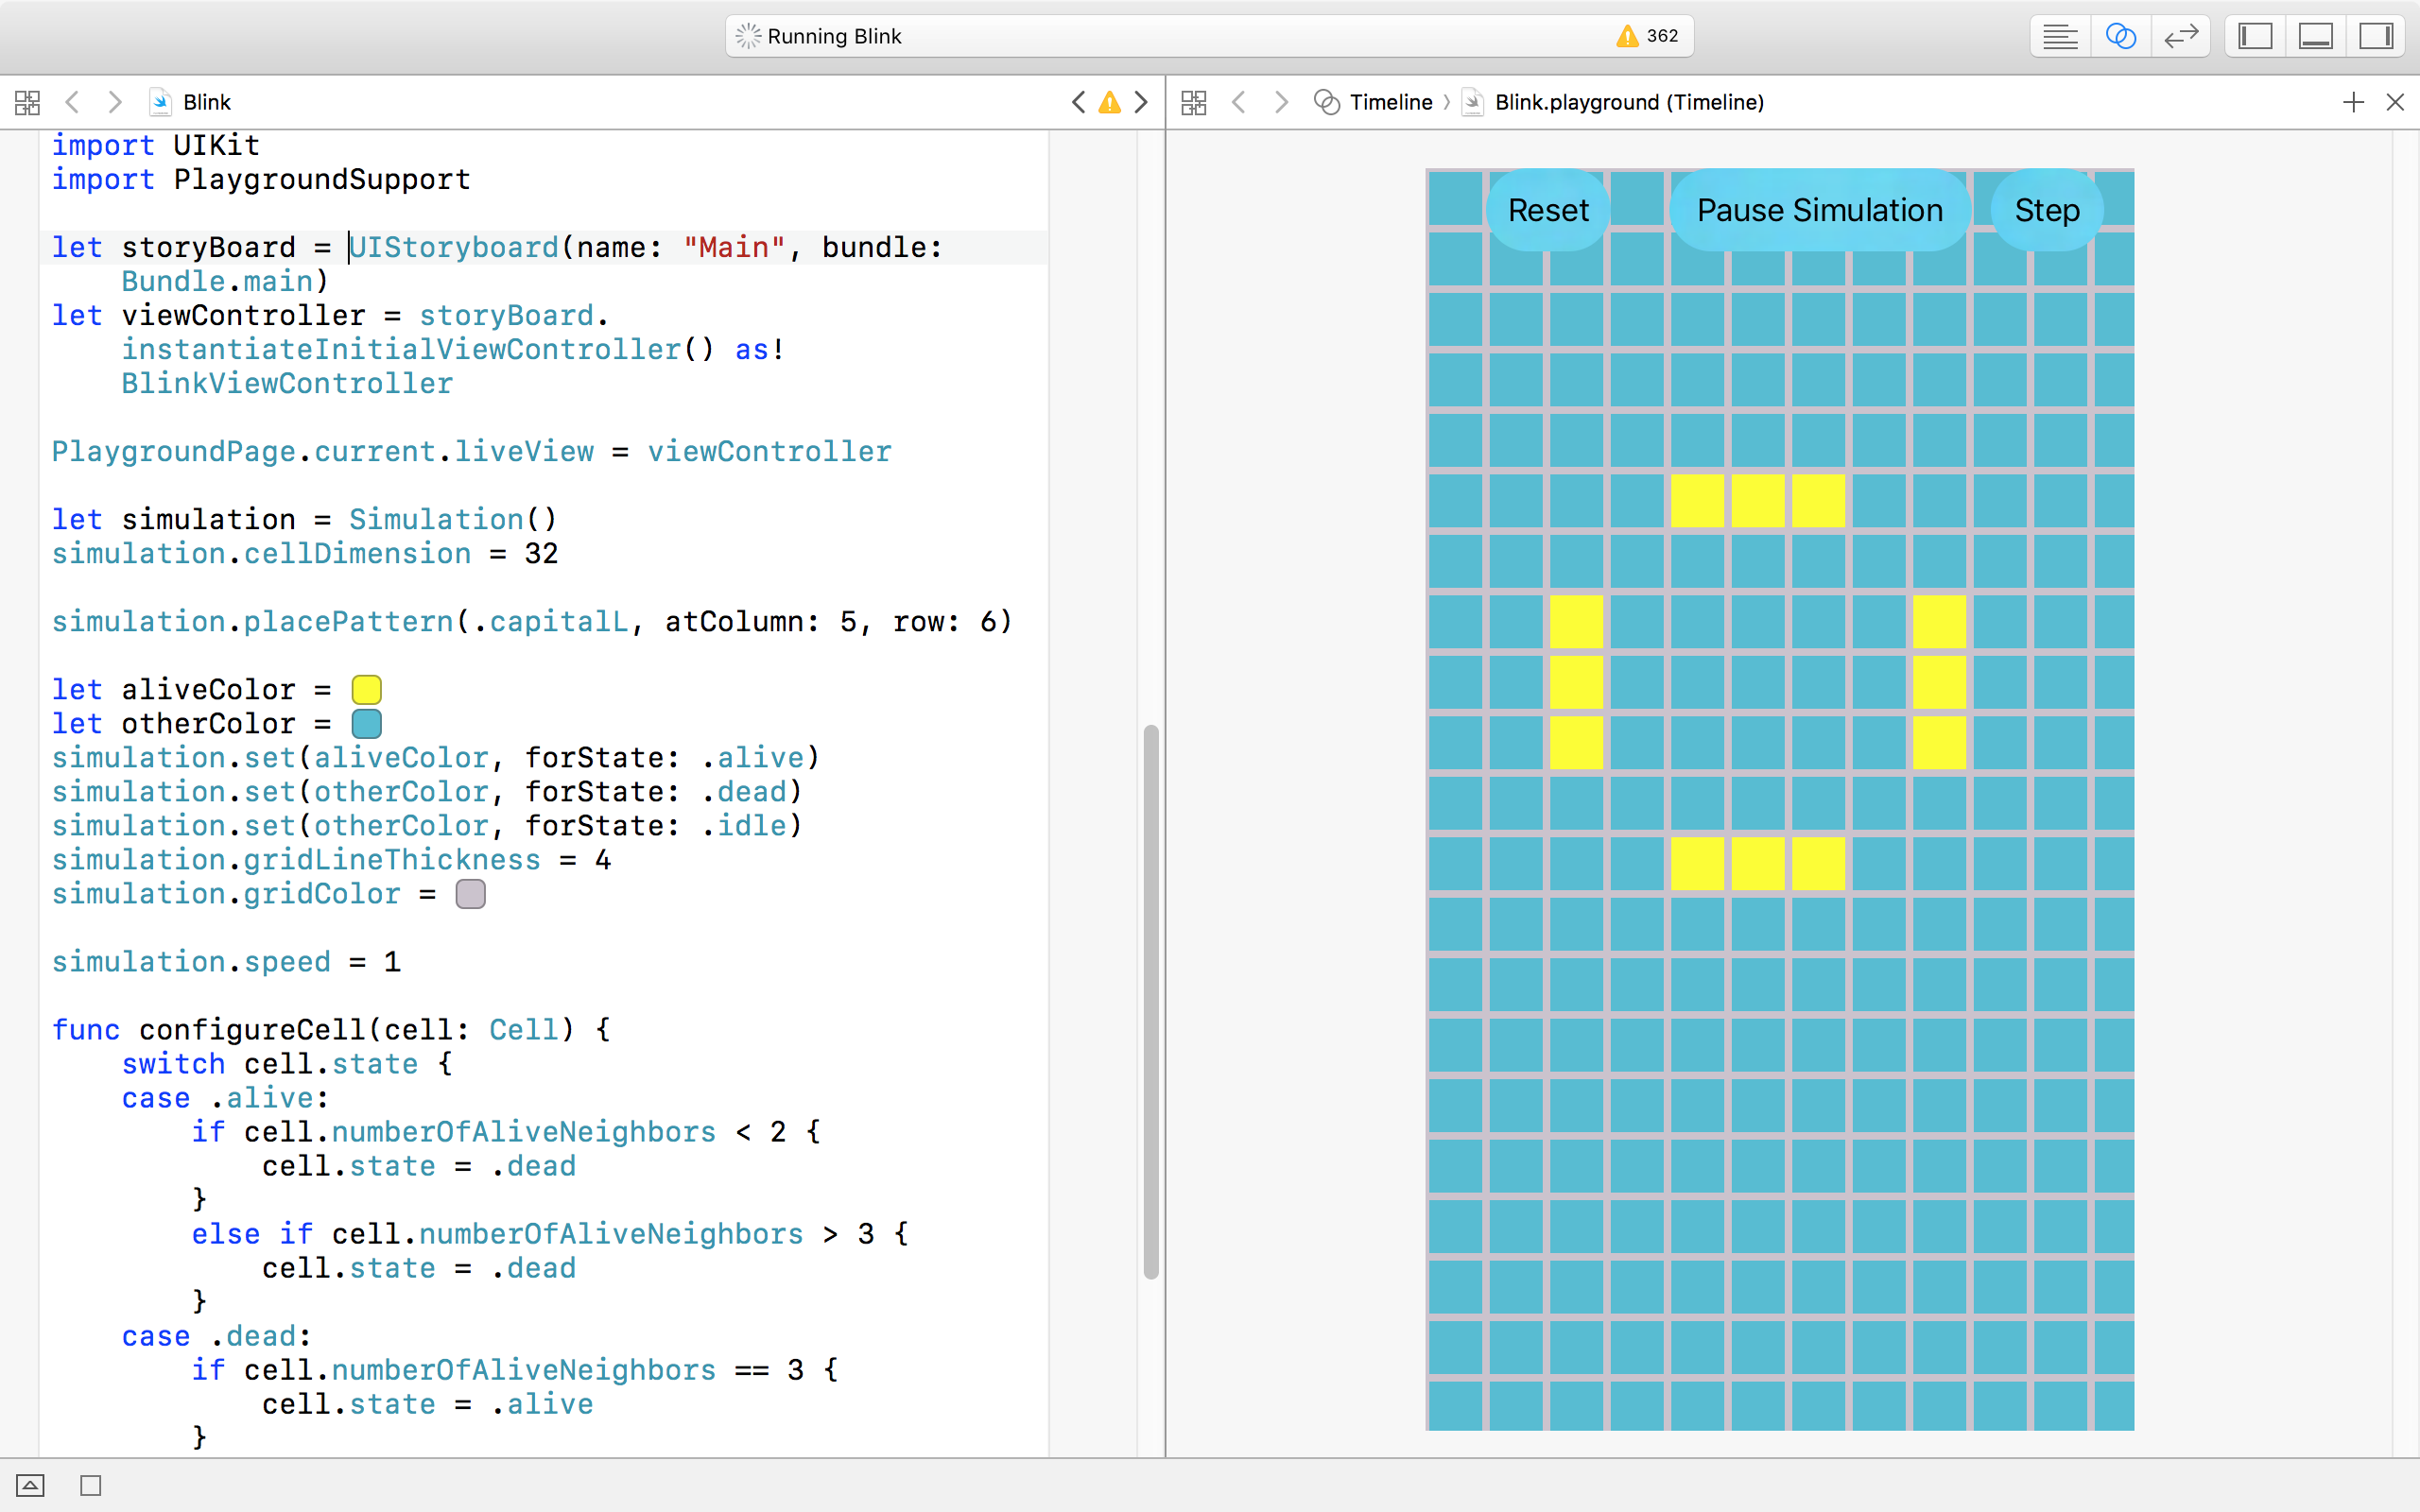 Running Blink
362
Blink
Timeline
Blink.playground (Timeline)
import UIKit
import PlaygroundSupport
let storyBoard = UIStoryboard(name: "Main", bundle:
Bundle.main)
let viewController = storyBoard.
instantiateInitialViewController() as!
BlinkViewController
PlaygroundPage.current.liveView = viewController
let simulation = Simulation()
simulation.cellDimension = 32
simulation.placePattern(.capitalL, atColumn: 5, row: 6)
let aliveColor =
let otherColor =
simulation.set(aliveColor, forState: .alive)
simulation.set(otherColor, forState: .dead)
simulation.set(otherColor, forState: .idle)
simulation.gridLineThickness = 4
simulation.gridColor =
simulation.speed = 1
func configureCell(cell: Cell) {
switch cell.state {
case .alive:
if cell.numberOfAliveNeighbors < 2 {
cell.state = .dead
}
else if cell.numberOfAliveNeighbors > 3 {
cell.state = .dead
}
case .dead:
if cell.numberOfAliveNeighbors == 3 {
cell.state = .alive
}
Reset
Pause Simulation
Step